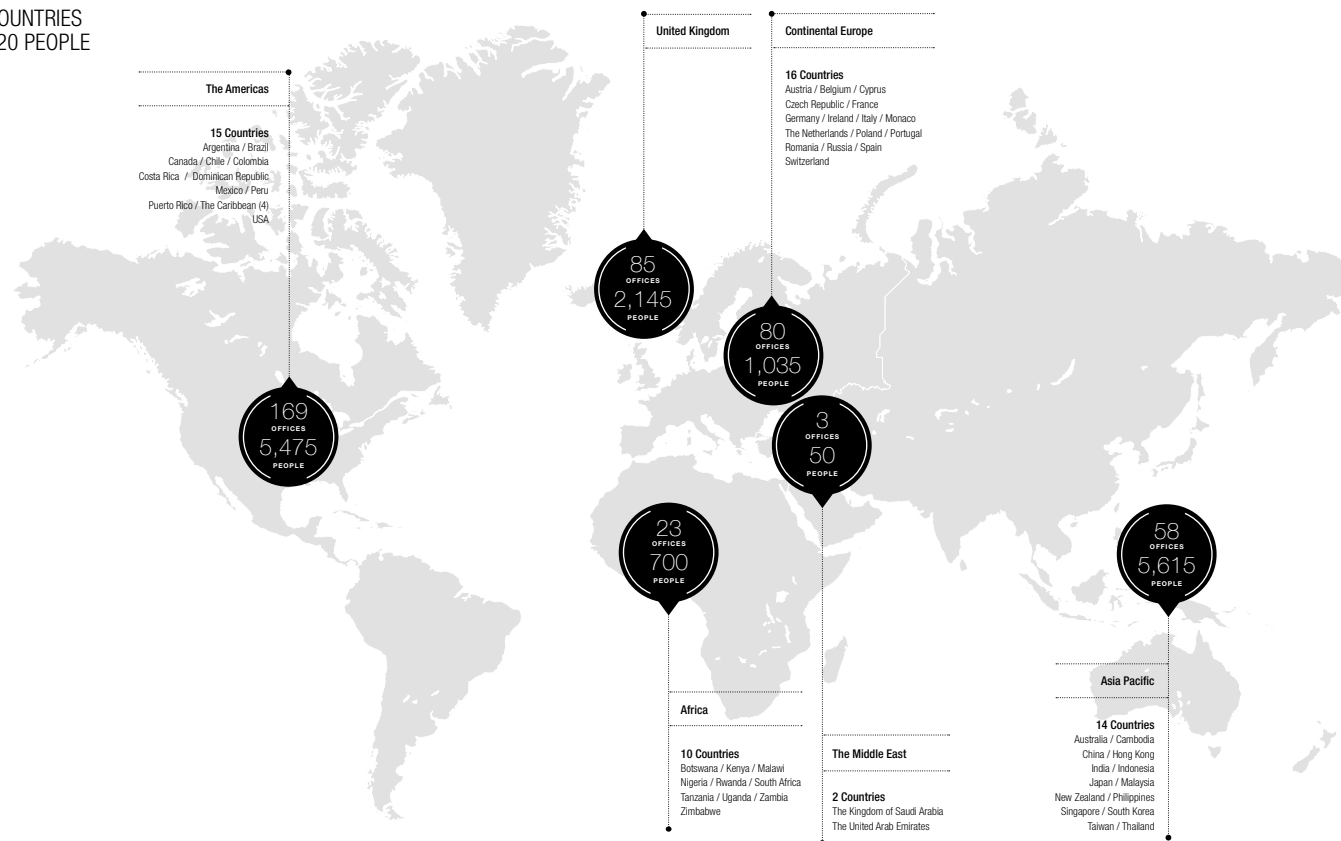 OUNTRIES
20 PEOPLE
The Americas
15 Countries
Argentina / Brazil
Canada / Chile / Colombia
Costa Rica / Dominican Republic
Mexico / Peru
Puerto Rico / The Caribbean (4)
USA
169
OFFICES
5,475
PEOPLE
United Kingdom
85
OFFICES
2,145
PEOPLE
Continental Europe
16 Countries
Austria / Belgium / Cyprus
Czech Republic / France
Germany / Ireland / Italy / Monaco
The Netherlands / Poland / Portugal
Romania / Russia / Spain
Switzerland
80
OFFICES
1,035
PEOPLE
3
OFFICES
50
PEOPLE
The Middle East
2 Countries
The Kingdom of Saudi Arabia
The United Arab Emirates
23
OFFICES
700
PEOPLE
Africa
10 Countries
Botswana / Kenya / Malawi
Nigeria / Rwanda / South Africa
Tanzania / Uganda / Zambia
Zimbabwe
58
OFFICES
5,615
PEOPLE
Asia Pacific
14 Countries
Australia / Cambodia
China / Hong Kong
India / Indonesia
Japan / Malaysia
New Zealand / Philippines
Singapore / South Korea
Taiwan / Thailand